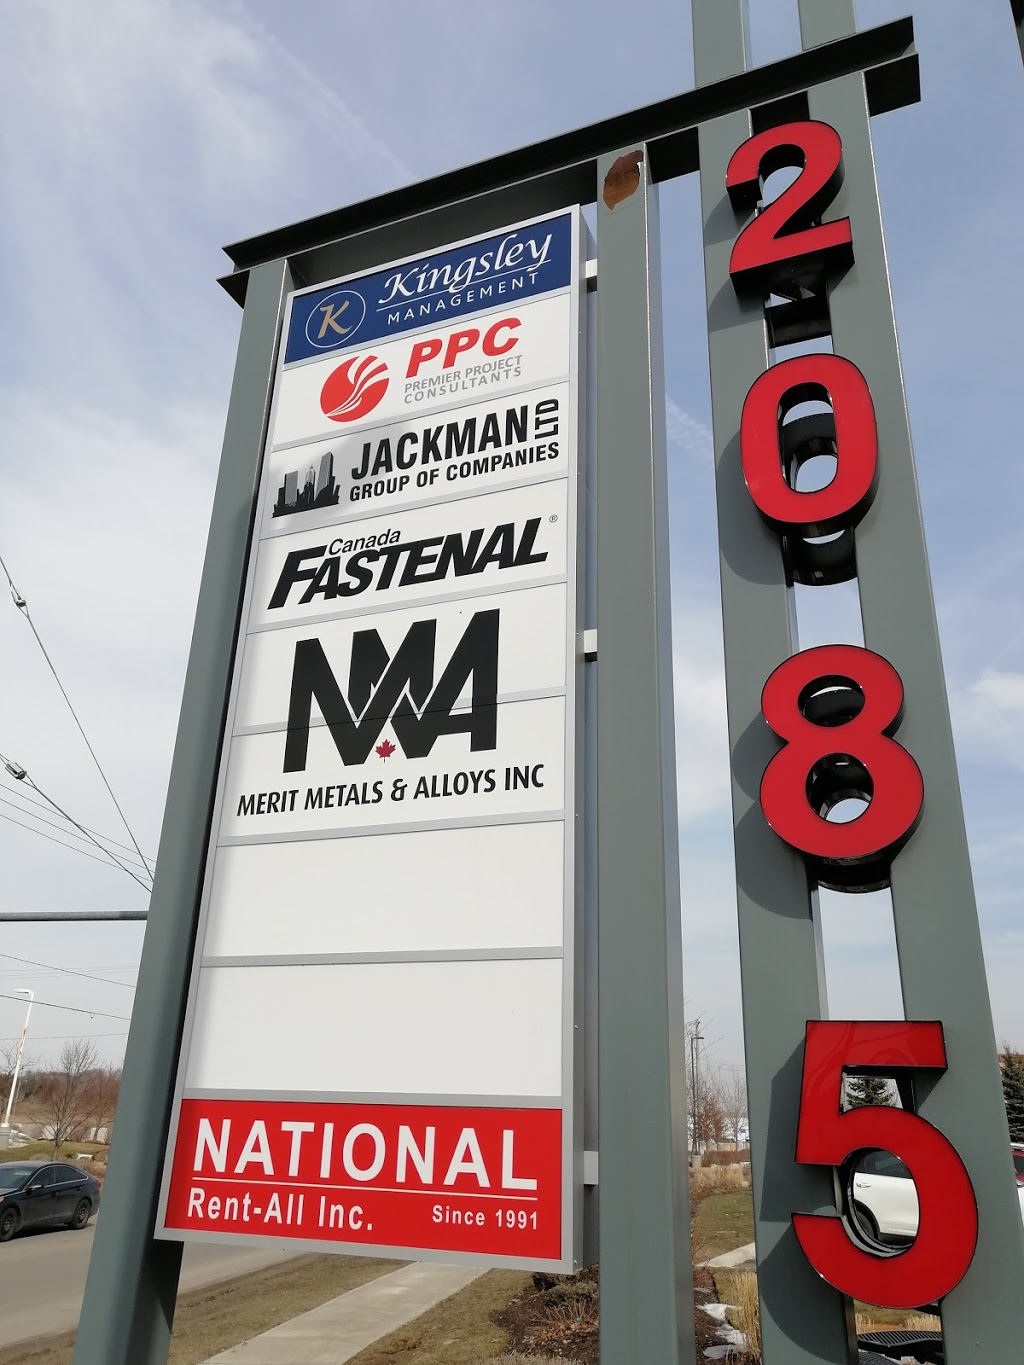 K
Kingsley
MANAGEMENT
PPC
PREMIER PROJECT
CONSULTANTS
JACKMAN LTD
GROUP OF COMPANIES
Canada
FASTENAL®
MMA
MERIT METALS & ALLOYS INC
NATIONAL
Rent-All Inc. Since 1991
2085